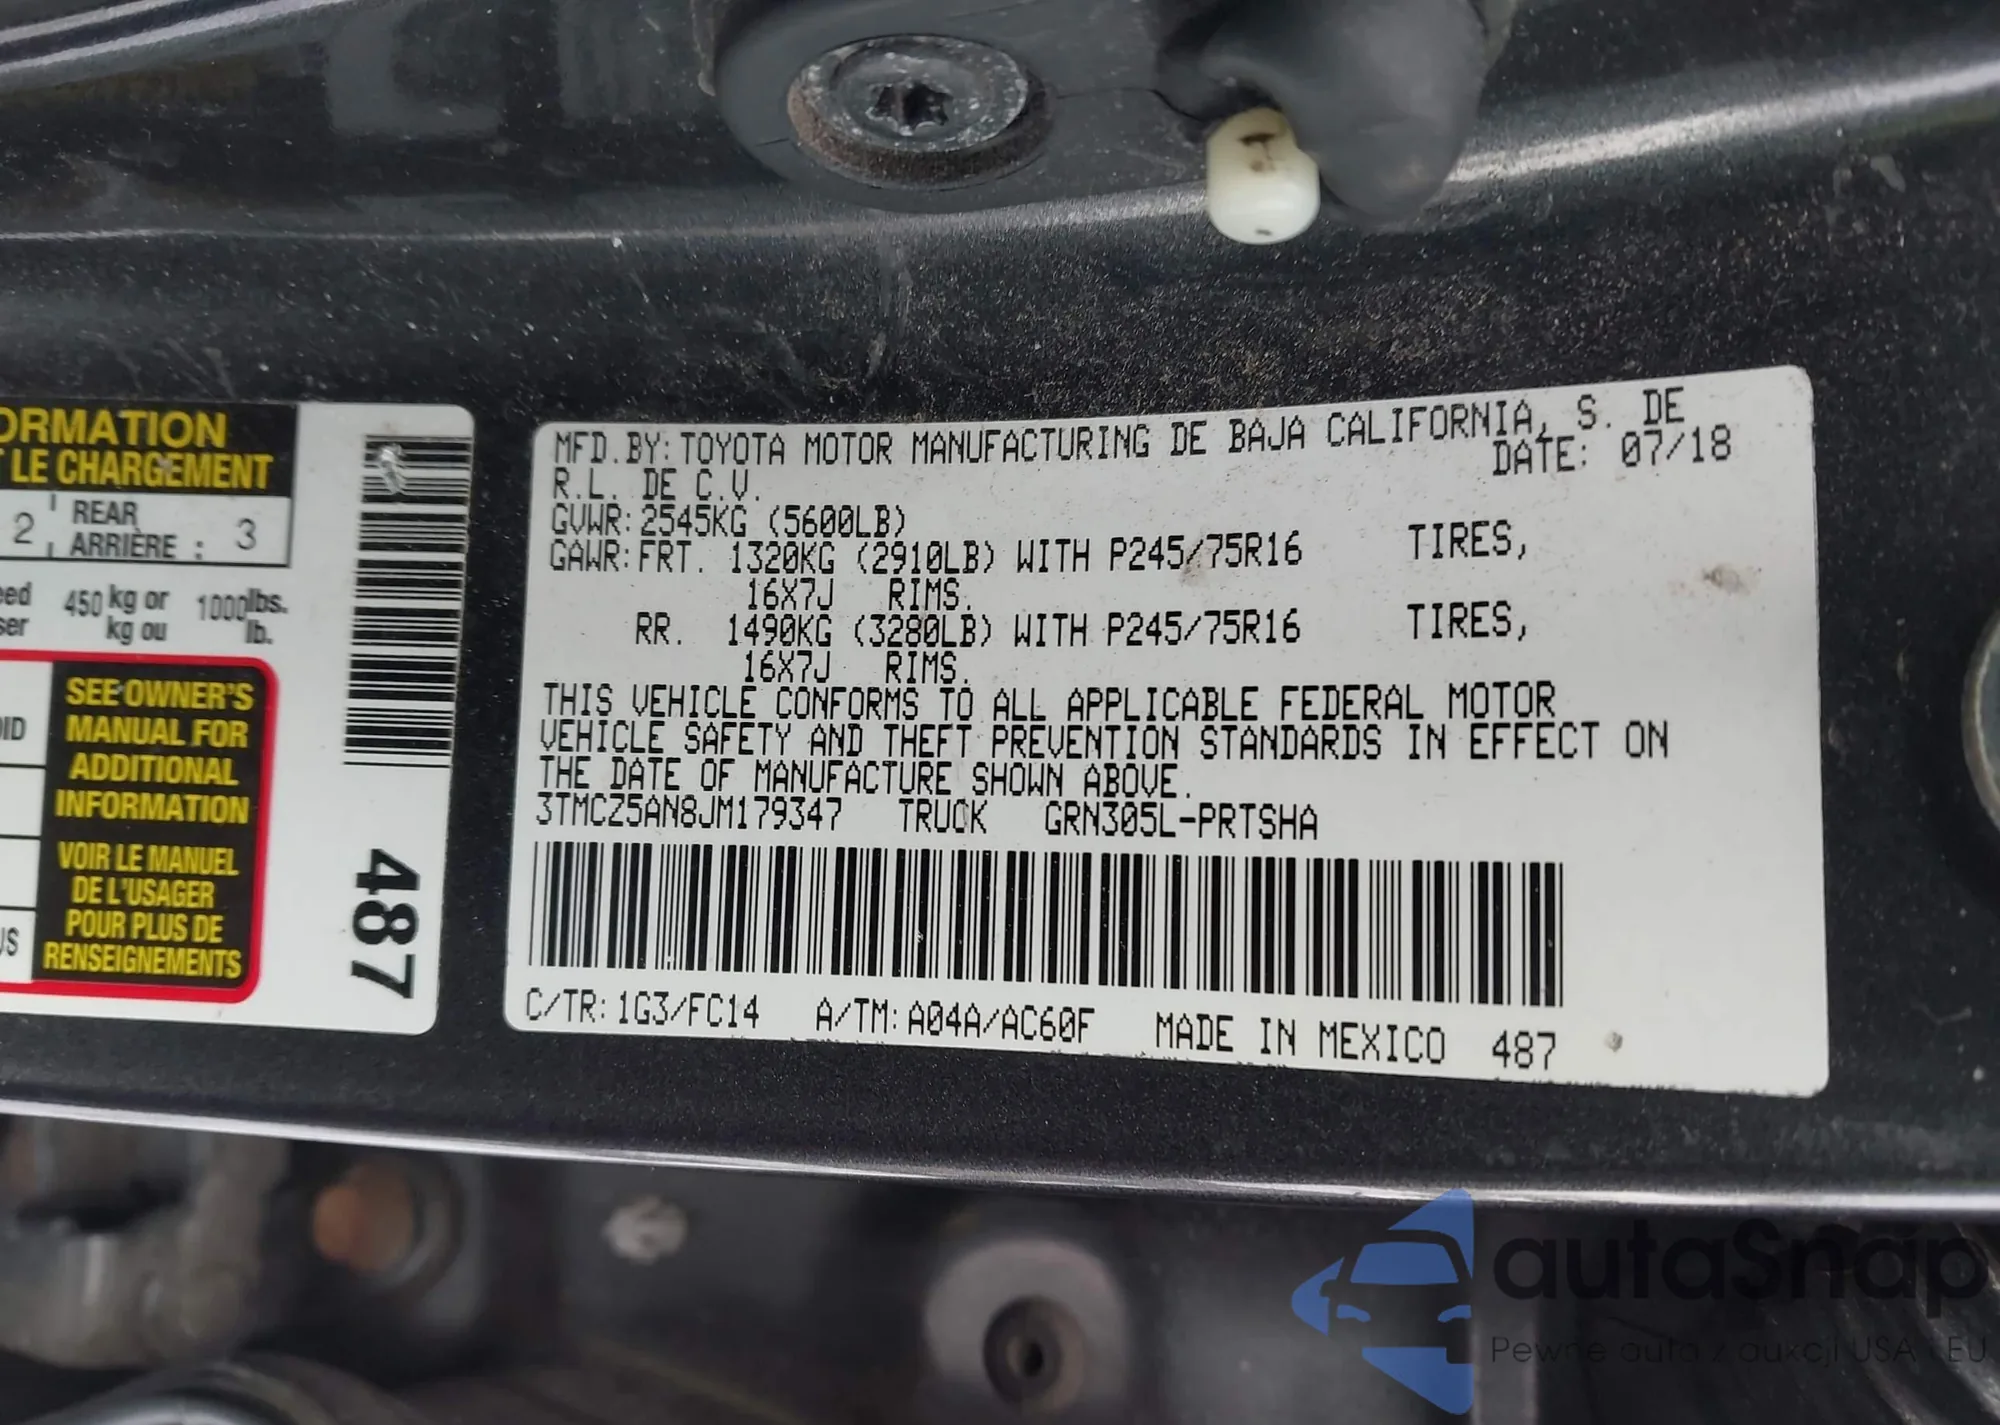 ORMATION
LE CHARGEMENT
2 REAR ARRIÈRE : 3
450 kg or 1000 lbs.
kg ou lb.
SEE OWNER'S
MANUAL FOR
ADDITIONAL
INFORMATION
VOIR LE MANUEL
DE L'USAGER
POUR PLUS DE
RENSEIGNEMENTS
487
MFD.BY:TOYOTA MOTOR MANUFACTURING DE BAJA CALIFORNIA, S. DE
R.L. DE C.V. DATE: 07/18
GVWR:2545KG (5600LB)
GAWR:FRT. 1320KG (2910LB) WITH P245/75R16 TIRES,
16X7J RIMS.
RR. 1490KG (3280LB) WITH P245/75R16 TIRES,
16X7J RIMS.
THIS VEHICLE CONFORMS TO ALL APPLICABLE FEDERAL MOTOR
VEHICLE SAFETY AND THEFT PREVENTION STANDARDS IN EFFECT ON
THE DATE OF MANUFACTURE SHOWN ABOVE.
3TMCZ5AN8JM179347 TRUCK GRN305L-PRTSHA
C/TR:1G3/FC14 A/TM:A04A/AC60F MADE IN MEXICO 487
autoSnap
Pewne auto z aukcji USA i EU